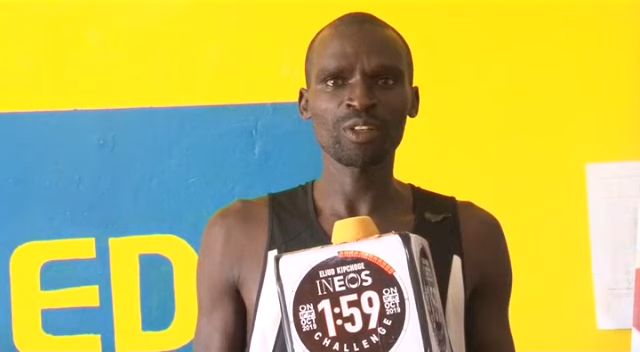 ED
ELIUD KIPCHOGE
INEOS
1:59
CHALLENGE
ON
OCT
2019
ON
OCT
2019